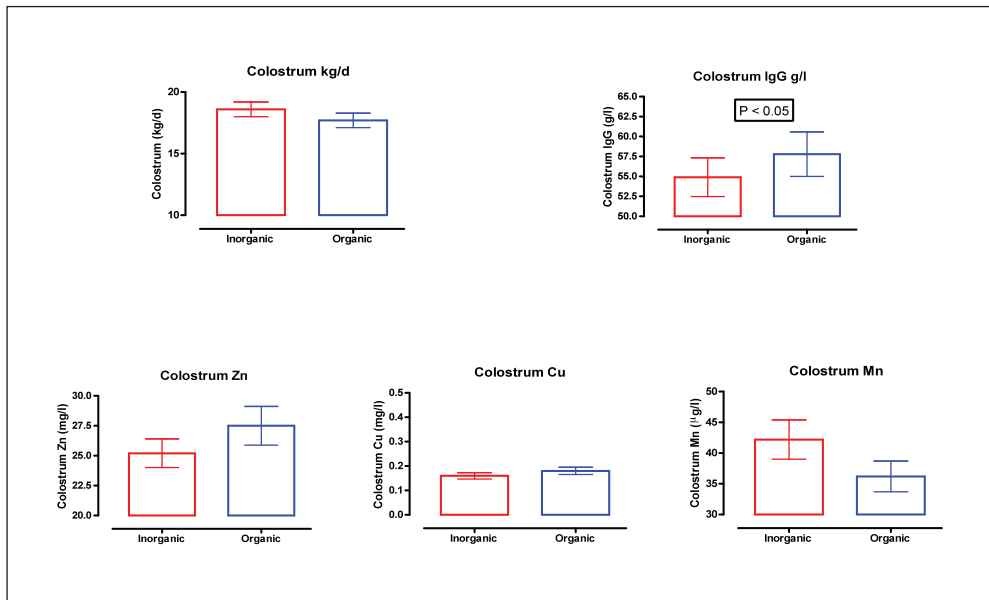 Colostrum kg/d
Colostrum (kg/d)
20
15
10
Inorganic
Organic
Colostrum IgG g/l
Colostrum IgG (g/l)
65.0
62.5
60.0
57.5
55.0
52.5
50.0
P < 0.05
Inorganic
Organic
Colostrum Zn
Colostrum Zn (mg/l)
30.0
27.5
25.0
22.5
20.0
Inorganic
Organic
Colostrum Cu
Colostrum Cu (mg/l)
0.5
0.4
0.3
0.2
0.1
0.0
Inorganic
Organic
Colostrum Mn
Colostrum Mn (µg/l)
50
45
40
35
30
Inorganic
Organic